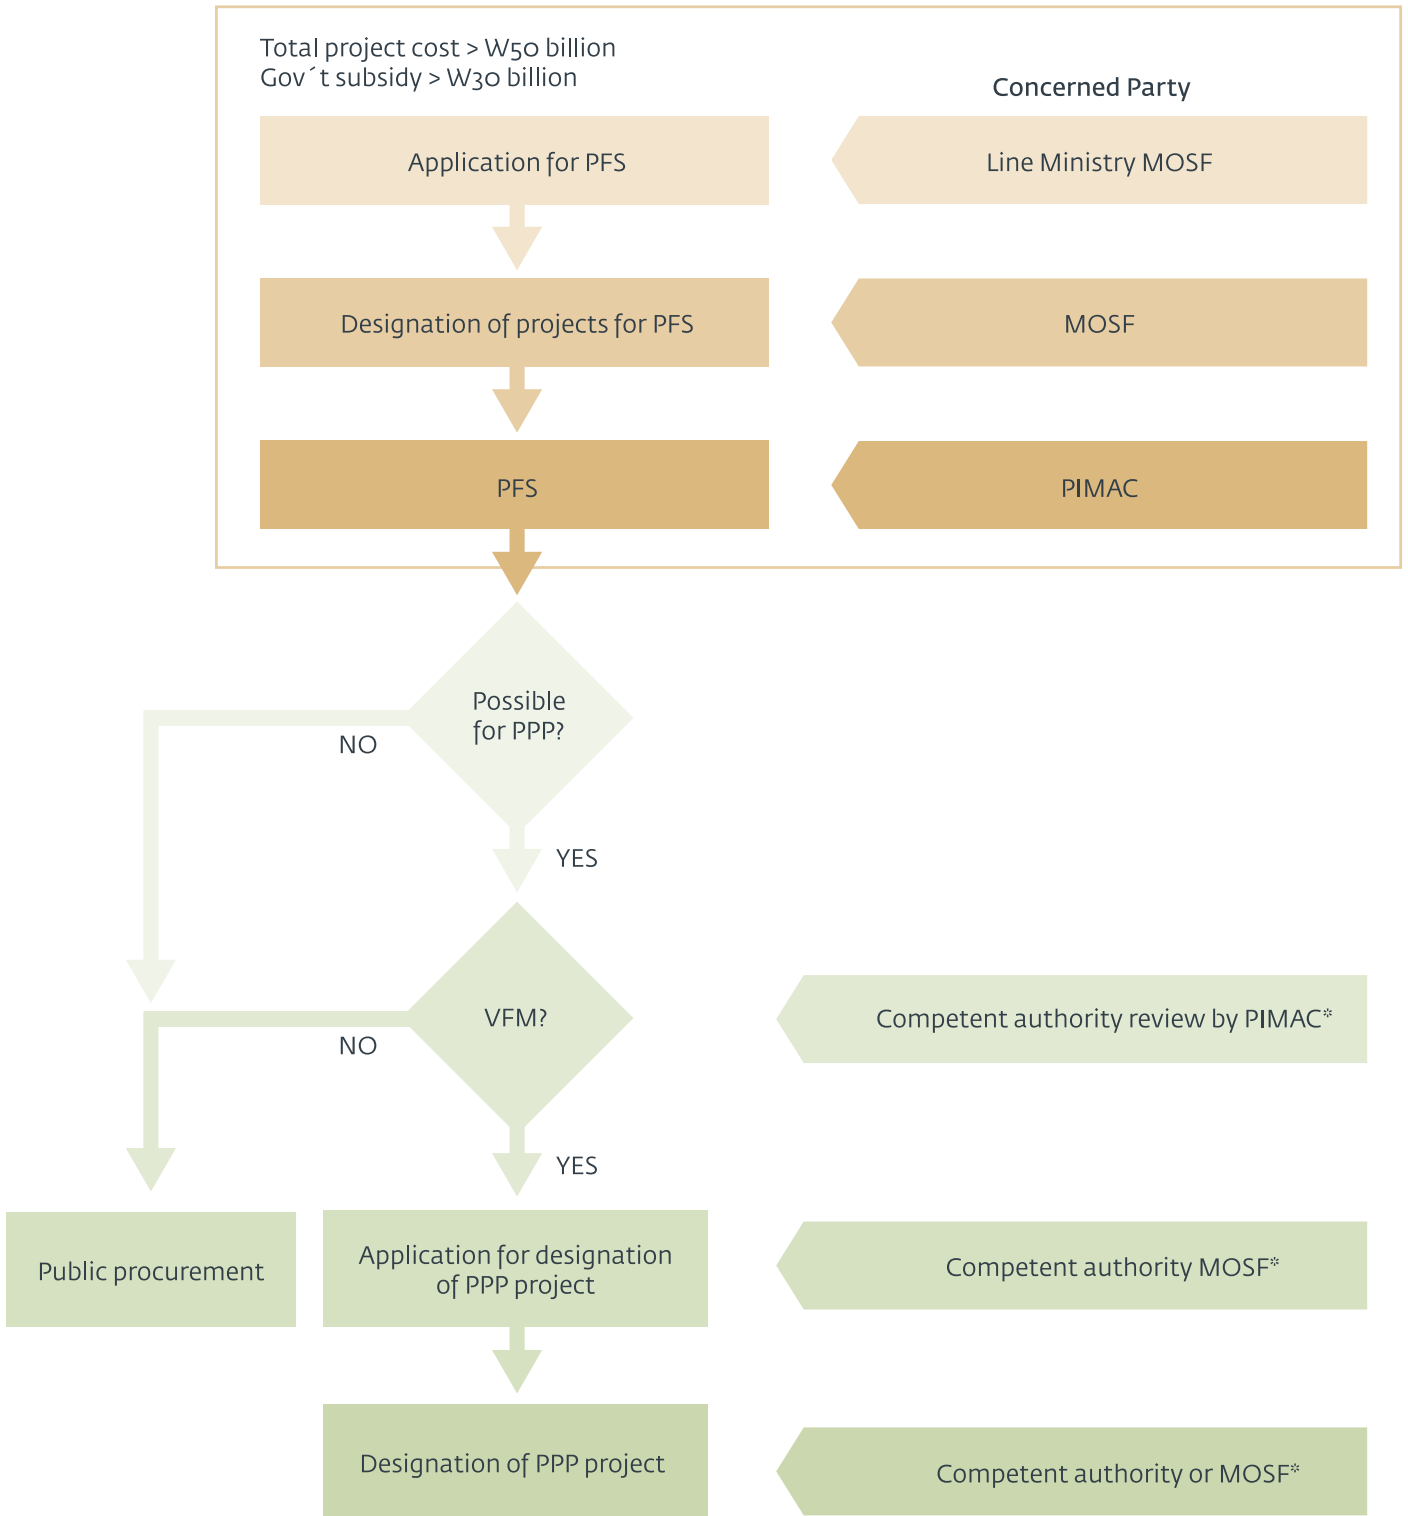 Total project cost > W50 billion
Gov´t subsidy > W30 billion
Concerned Party
Application for PFS
Line Ministry MOSF
Designation of projects for PFS
MOSF
PFS
PIMAC
Possible
for PPP?
NO
YES
VFM?
Competent authority review by PIMAC*
NO
YES
Public procurement
Application for designation
of PPP project
Competent authority MOSF*
Designation of PPP project
Competent authority or MOSF*